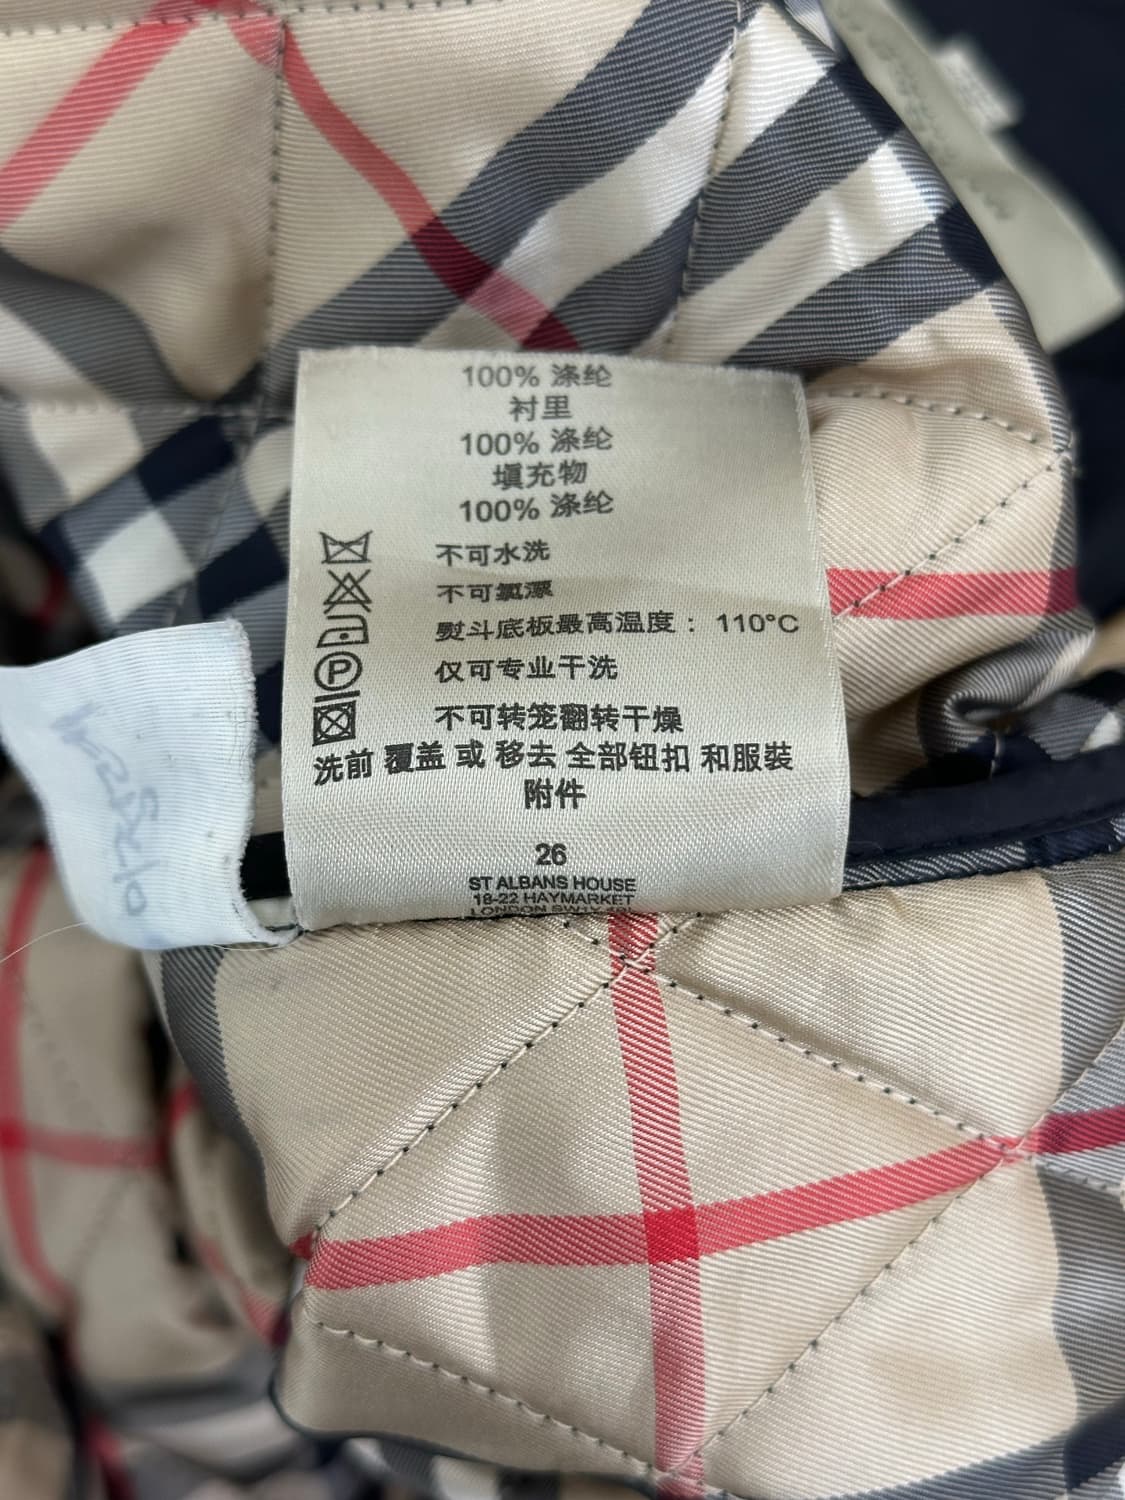 100% 涤纶
衬里
100% 涤纶
填充物
100% 涤纶
不可水洗
不可氯漂
熨斗底板最高温度： 110°C
P
仅可专业干洗
不可转笼翻转干燥
洗前 覆盖 或 移去 全部钮扣 和服装
附件
26
ST ALBANS HOUSE
18-22 HAYMARKET
LONDON